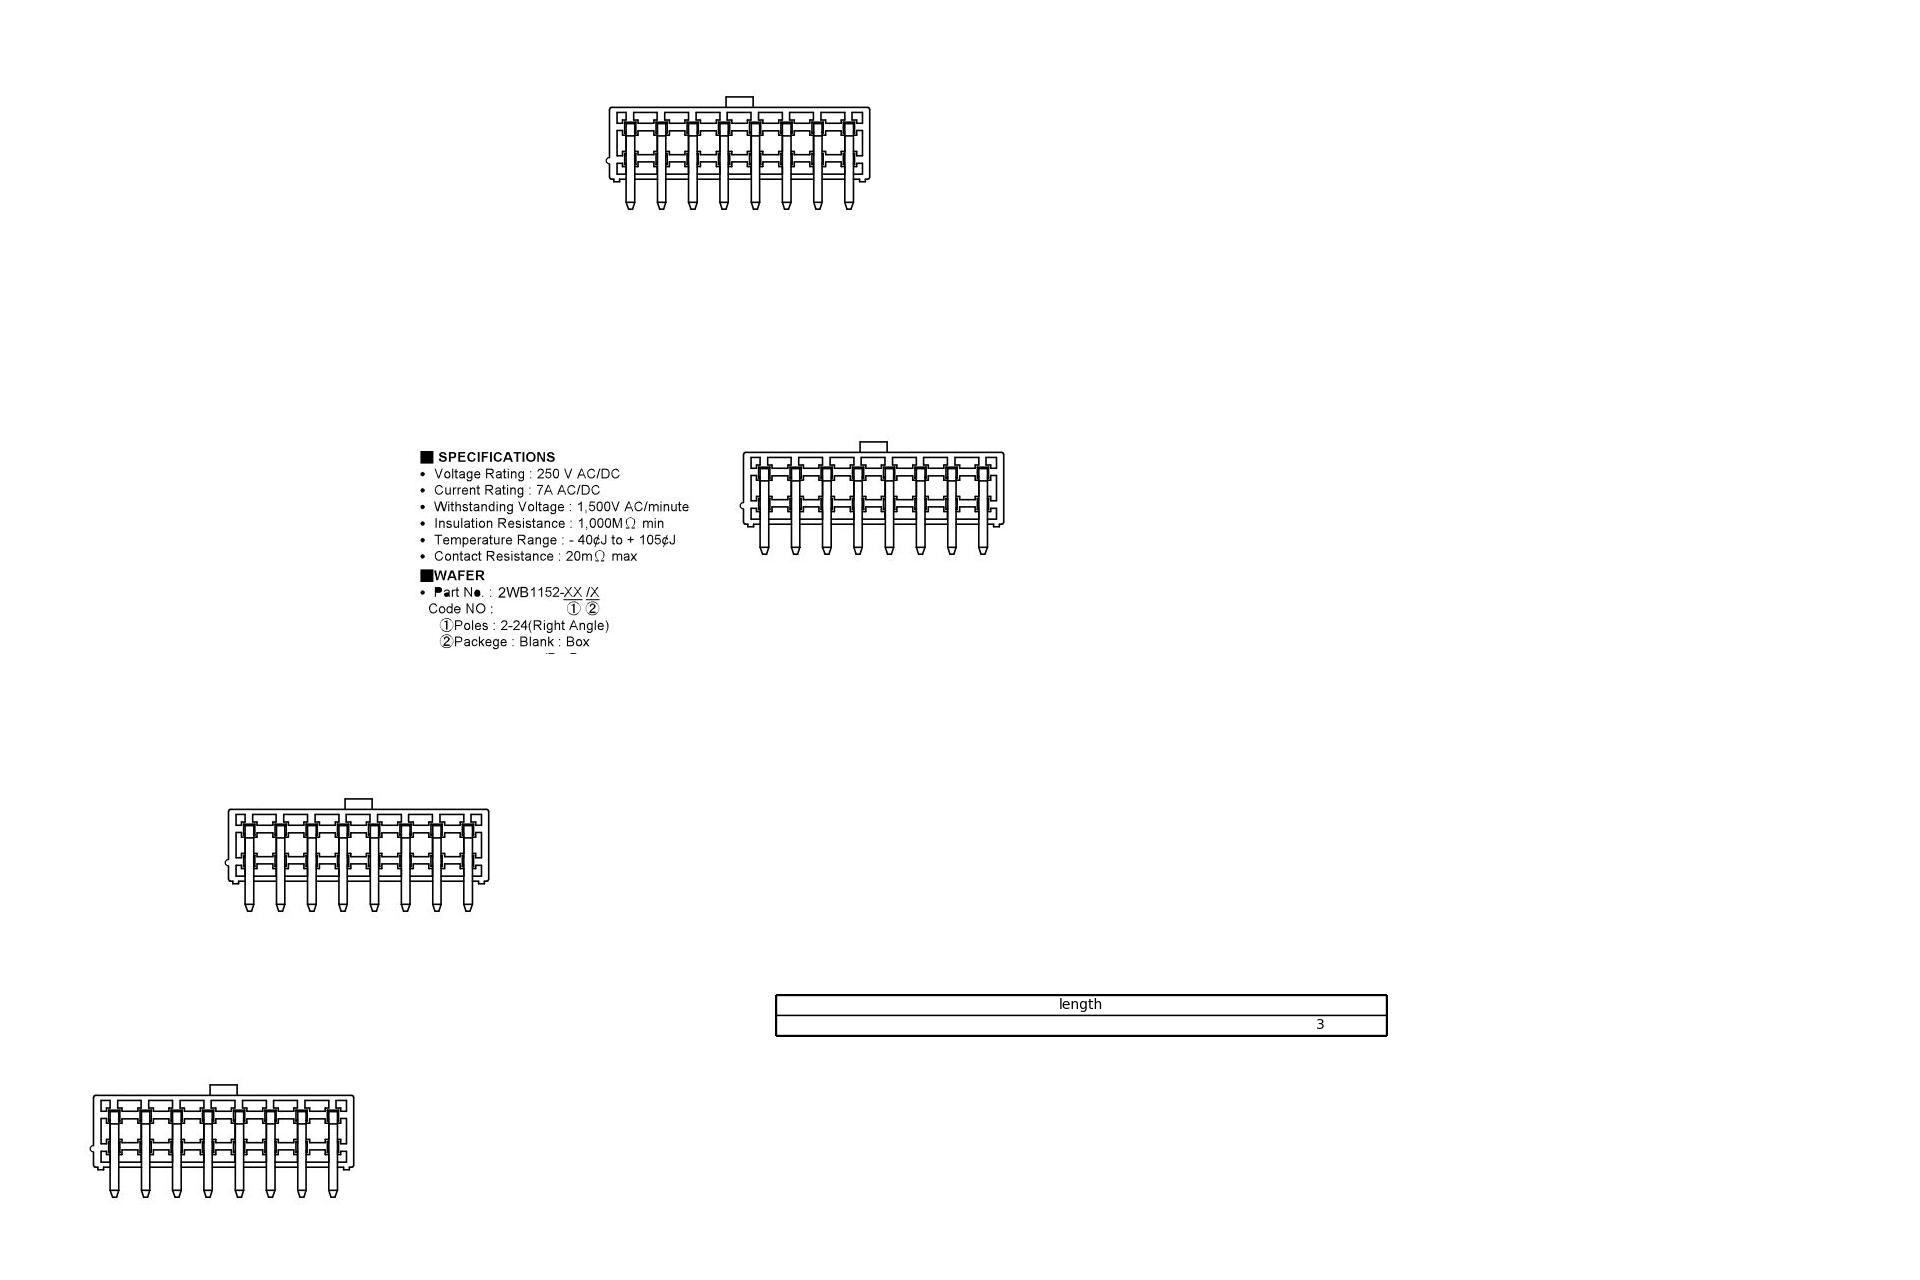 ■ SPECIFICATIONS
• Voltage Rating : 250 V AC/DC
• Current Rating : 7A AC/DC
• Withstanding Voltage : 1,500V AC/minute
• Insulation Resistance : 1,000MΩ min
• Temperature Range : - 40¢J to + 105¢J
• Contact Resistance : 20mΩ max
■WAFER
• Part No. : 2WB1152-XX /X
Code NO : ① ②
①Poles : 2-24(Right Angle)
②Packege : Blank : Box
length
3